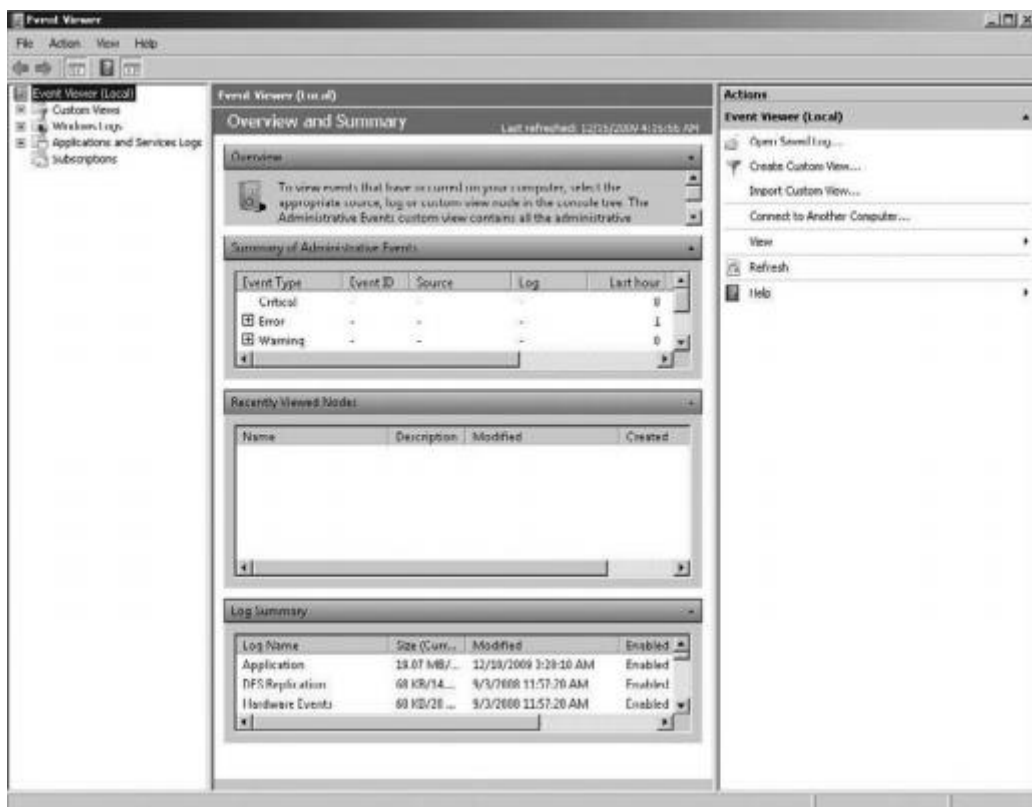 Event Viewer
File Action View Help
Event Viewer (Local)
Custom Views
Windows Logs
Applications and Services Logs
Subscriptions
Event Viewer (Local)
Overview and Summary
Last refreshed: 12/15/2009 4:15:56 AM
Overview
To view events that have occurred on your computer, select the
appropriate source, log or custom view node in the console tree. The
Administrative Events custom view contains all the administrative
Summary of Administrative Events
Event Type Event ID Source Log Last hour
Critical - - - 0
Error - - - 1
Warning - - - 0
Recently Viewed Nodes
Name Description Modified Created
Log Summary
Log Name Size (Curr... Modified Enabled
Application 18.07 MB/... 12/10/2009 3:28:10 AM Enabled
DFS Replication 68 KB/14.... 9/3/2008 11:57:20 AM Enabled
Hardware Events 68 KB/20 ... 9/3/2008 11:57:20 AM Enabled
Actions
Event Viewer (Local)
Open Saved Log...
Create Custom View...
Import Custom View...
Connect to Another Computer...
View
Refresh
Help